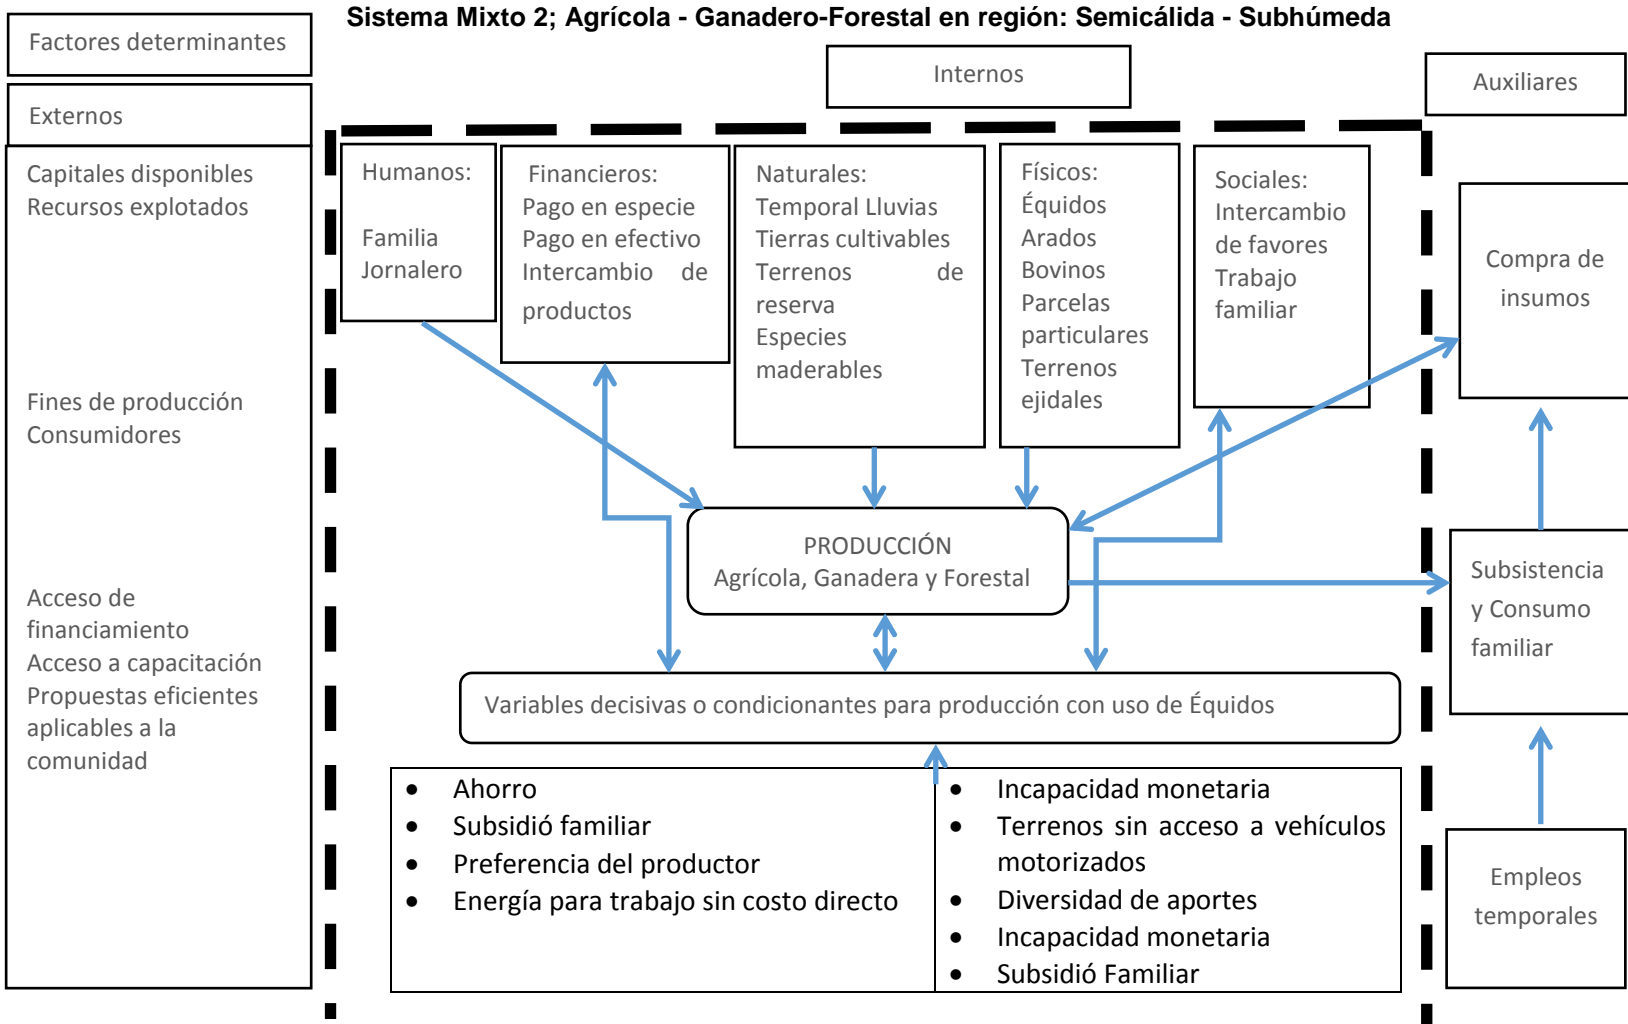 Sistema Mixto 2; Agrícola - Ganadero-Forestal en región: Semicálida - Subhúmeda
Factores determinantes
Externos
Capitales disponibles
Recursos explotados
Fines de producción
Consumidores
Acceso de
financiamiento
Acceso a capacitación
Propuestas eficientes
aplicables a la
comunidad
Internos
Humanos:
Familia
Jornalero
Financieros:
Pago en especie
Pago en efectivo
Intercambio de
productos
Naturales:
Temporal Lluvias
Tierras cultivables
Terrenos de
reserva
Especies
maderables
Físicos:
Équidos
Arados
Bovinos
Parcelas
particulares
Terrenos
ejidales
Sociales:
Intercambio
de favores
Trabajo
familiar
PRODUCCIÓN
Agrícola, Ganadera y Forestal
Variables decisivas o condicionantes para producción con uso de Équidos
• Ahorro
• Subsidió familiar
• Preferencia del productor
• Energía para trabajo sin costo directo
• Incapacidad monetaria
• Terrenos sin acceso a vehículos
motorizados
• Diversidad de aportes
• Incapacidad monetaria
• Subsidió Familiar
Auxiliares
Compra de
insumos
Subsistencia
y Consumo
familiar
Empleos
temporales